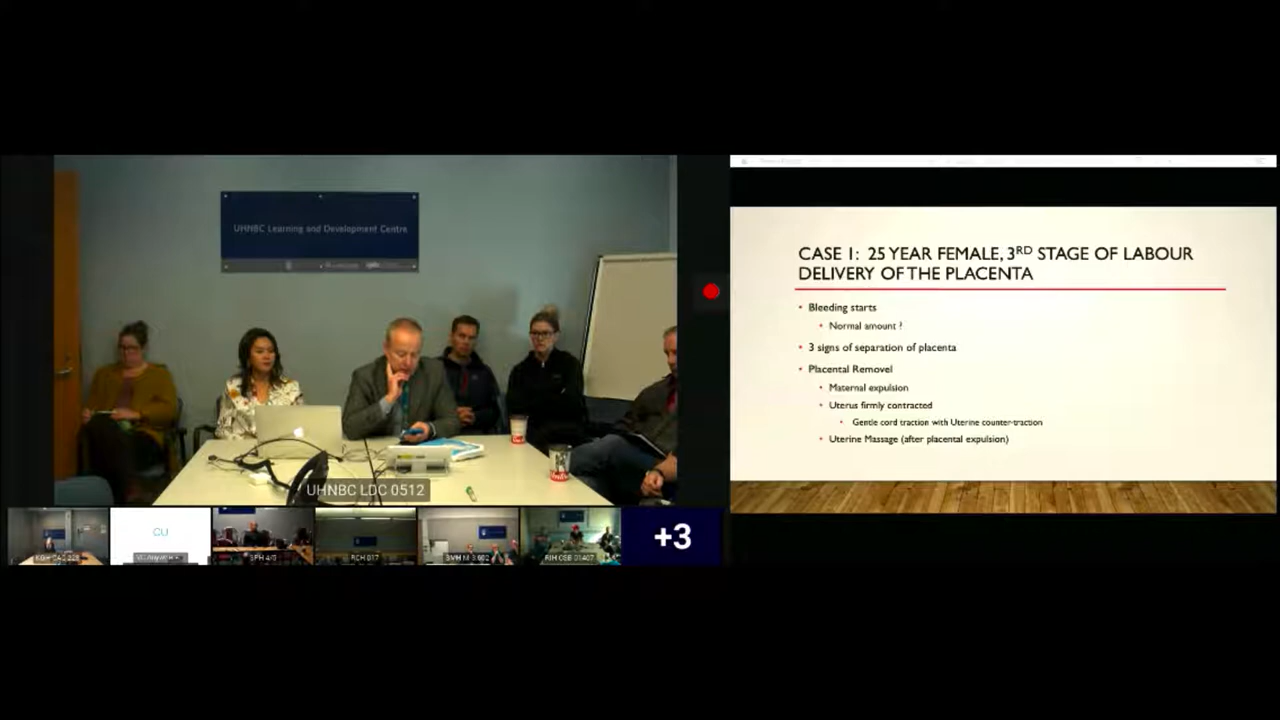 UHNBC Learning and Development Centre
UHNBC LDC 0512
CU
+3
CASE 1: 25 YEAR FEMALE, 3RD STAGE OF LABOUR
DELIVERY OF THE PLACENTA
• Bleeding starts
• Normal amount ?
• 3 signs of separation of placenta
• Placental Removel
• Maternal expulsion
• Uterus firmly contracted
• Gentle cord traction with Uterine counter-traction
• Uterine Massage (after placental expulsion)